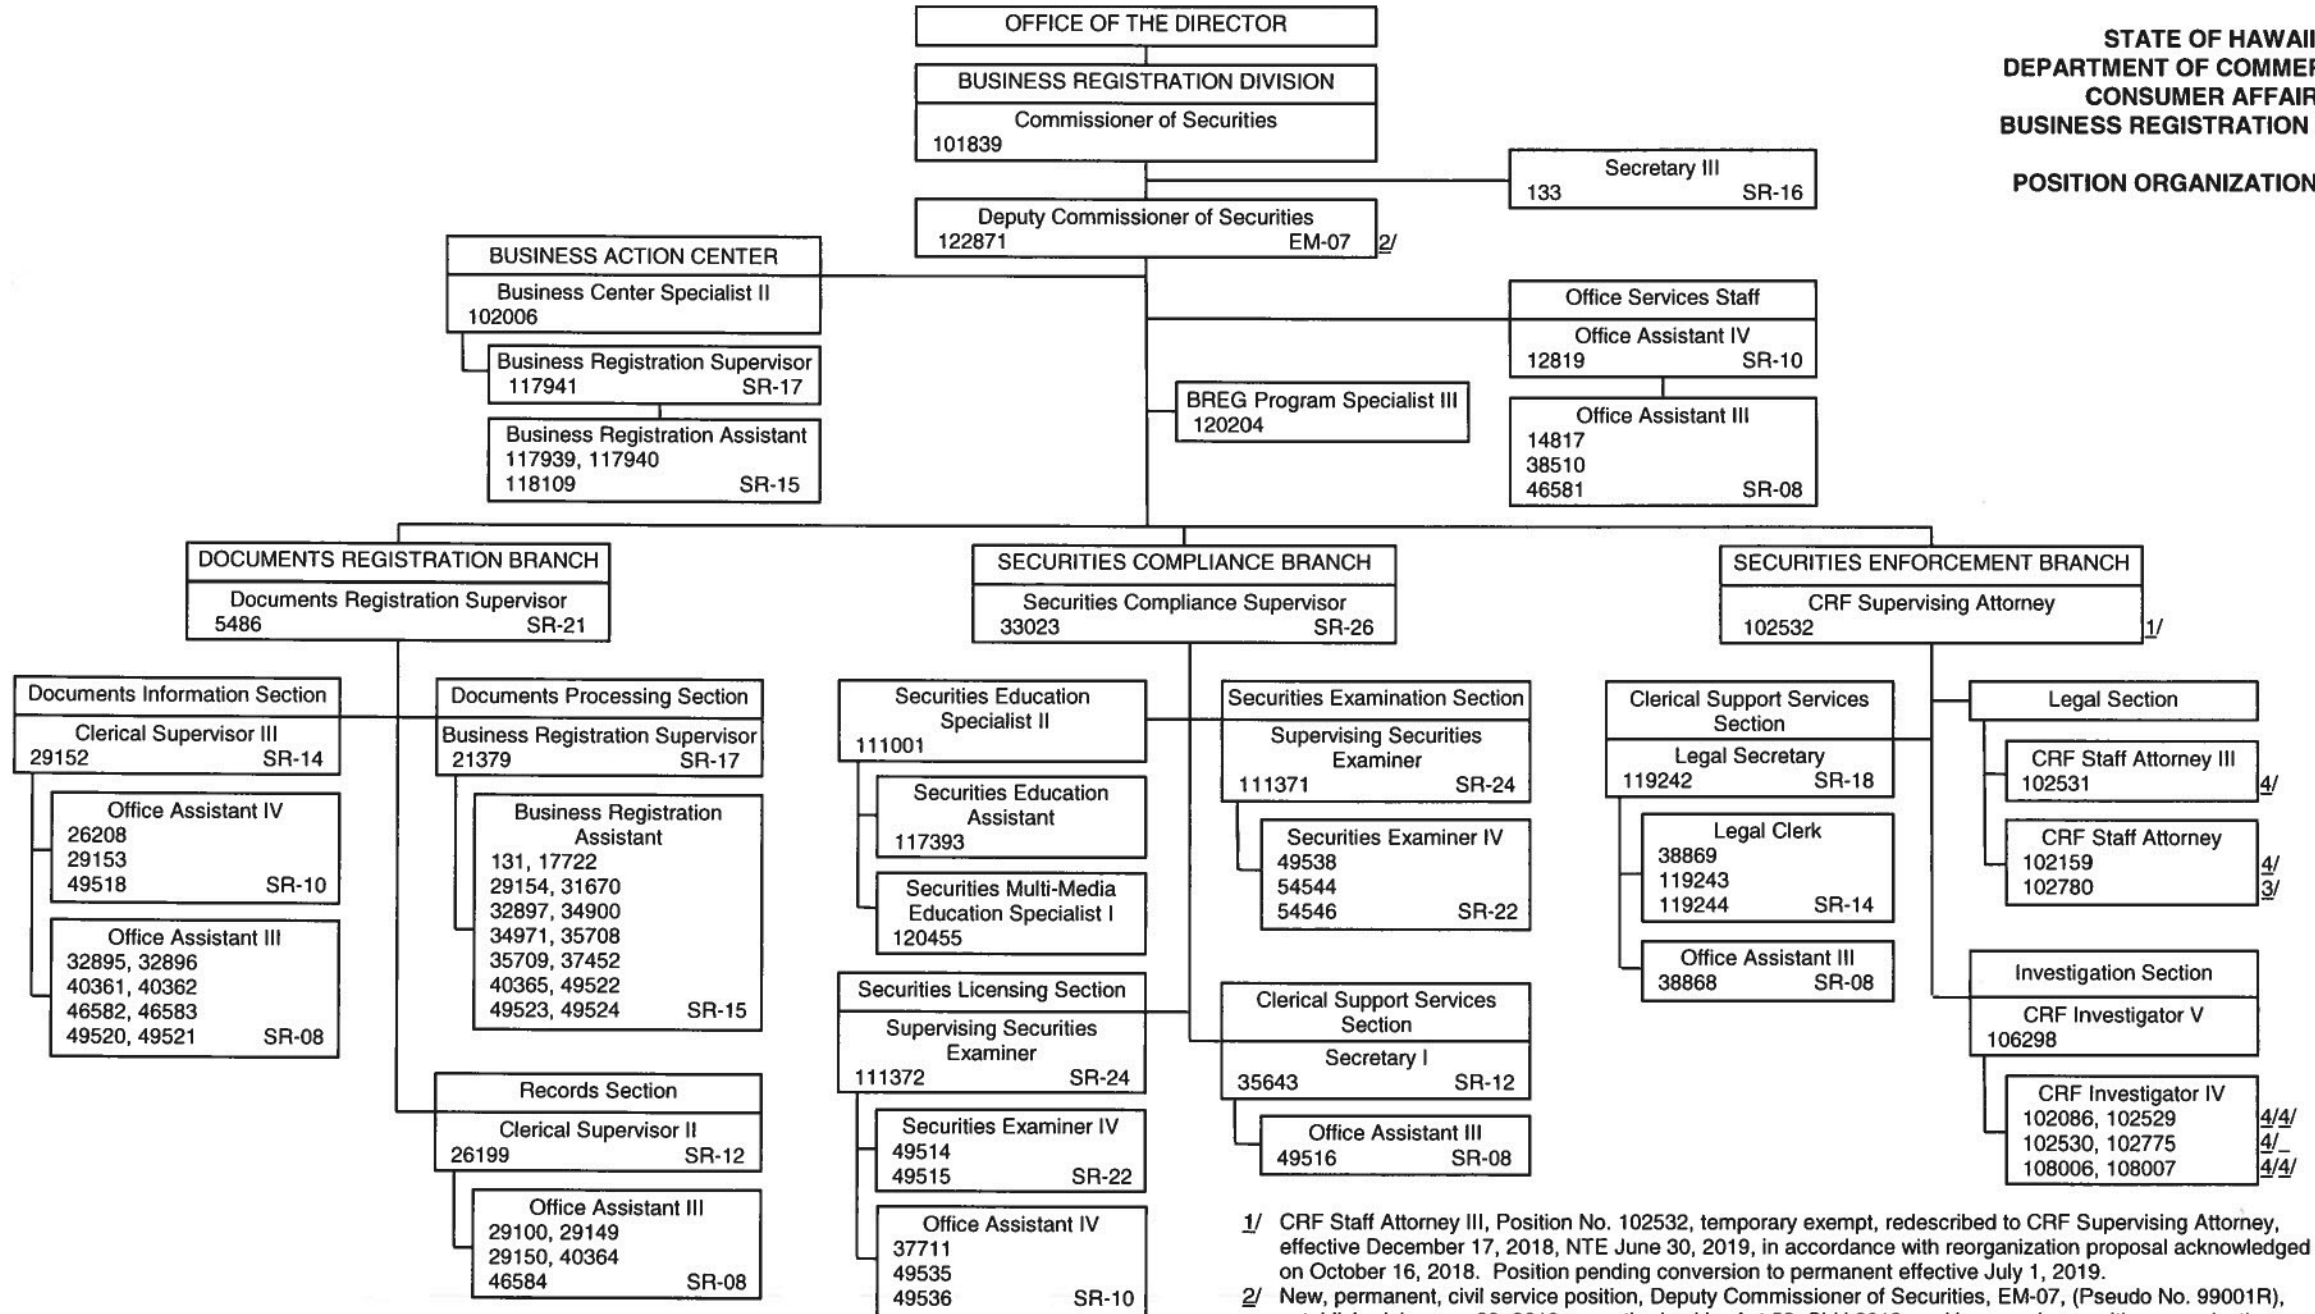 OFFICE OF THE DIRECTOR
BUSINESS REGISTRATION DIVISION
Commissioner of Securities
101839
STATE OF HAWAII
DEPARTMENT OF COMMER
CONSUMER AFFAIR
BUSINESS REGISTRATION
POSITION ORGANIZATION
Secretary III
133 SR-16
Deputy Commissioner of Securities
122871 EM-07 2/
BUSINESS ACTION CENTER
Business Center Specialist II
102006
Business Registration Supervisor
117941 SR-17
Business Registration Assistant
117939, 117940
118109 SR-15
Office Services Staff
Office Assistant IV
12819 SR-10
Office Assistant III
14817
38510
46581 SR-08
BREG Program Specialist III
120204
DOCUMENTS REGISTRATION BRANCH
Documents Registration Supervisor
5486 SR-21
Documents Information Section
Clerical Supervisor III
29152 SR-14
Office Assistant IV
26208
29153
49518 SR-10
Office Assistant III
32895, 32896
40361, 40362
46582, 46583
49520, 49521 SR-08
Documents Processing Section
Business Registration Supervisor
21379 SR-17
Business Registration
Assistant
131, 17722
29154, 31670
32897, 34900
34971, 35708
35709, 37452
40365, 49522
49523, 49524 SR-15
Records Section
Clerical Supervisor II
26199 SR-12
Office Assistant III
29100, 29149
29150, 40364
46584 SR-08
SECURITIES COMPLIANCE BRANCH
Securities Compliance Supervisor
33023 SR-26
Securities Education
Specialist II
111001
Securities Education
Assistant
117393
Securities Multi-Media
Education Specialist I
120455
Securities Examination Section
Supervising Securities
Examiner
111371 SR-24
Securities Examiner IV
49538
54544
54546 SR-22
Securities Licensing Section
Supervising Securities
Examiner
111372 SR-24
Securities Examiner IV
49514
49515 SR-22
Office Assistant IV
37711
49535
49536 SR-10
Clerical Support Services
Section
Secretary I
35643 SR-12
Office Assistant III
49516 SR-08
SECURITIES ENFORCEMENT BRANCH
CRF Supervising Attorney
102532 1/
Clerical Support Services
Section
Legal Secretary
119242 SR-18
Legal Clerk
38869
119243
119244 SR-14
Office Assistant III
38868 SR-08
Legal Section
CRF Staff Attorney III
102531 4/
CRF Staff Attorney
102159 4/
102780 3/
Investigation Section
CRF Investigator V
106298
CRF Investigator IV
102086, 102529 4/4/
102530, 102775 4/_
108006, 108007 4/4/
1/ CRF Staff Attorney III, Position No. 102532, temporary exempt, redescribed to CRF Supervising Attorney,
effective December 17, 2018, NTE June 30, 2019, in accordance with reorganization proposal acknowledged
on October 16, 2018. Position pending conversion to permanent effective July 1, 2019.
2/ New, permanent, civil service position, Deputy Commissioner of Securities, EM-07, (Pseudo No. 99001R),